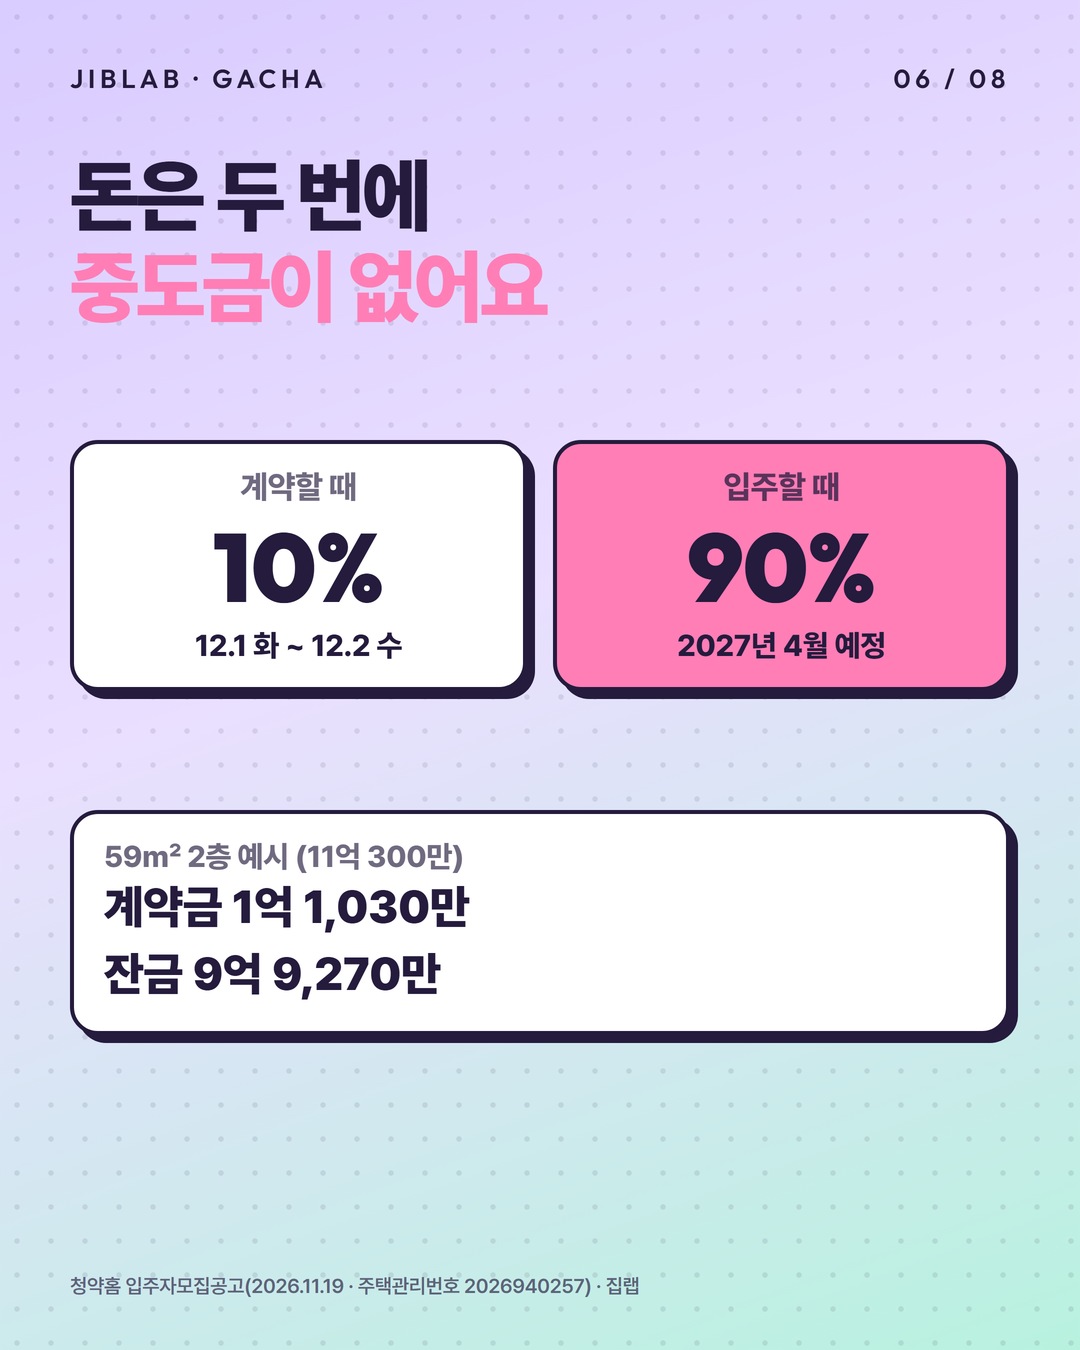 JIBLAB · GACHA
06 / 08
돈은 두 번에
중도금이 없어요
계약할 때
10%
12.1 화 ~ 12.2 수
입주할 때
90%
2027년 4월 예정
59m² 2층 예시 (11억 300만)
계약금 1억 1,030만
잔금 9억 9,270만
청약홈 입주자모집공고(2026.11.19 · 주택관리번호 2026940257) · 집랩